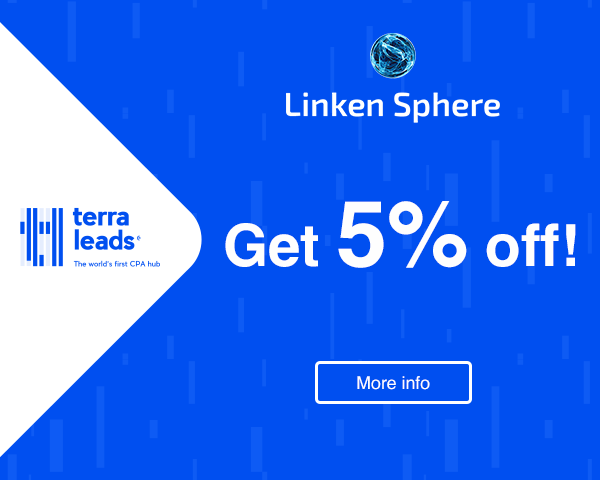 Linken Sphere
terra
leads
The world's first CPA hub
Get 5% off!
More info